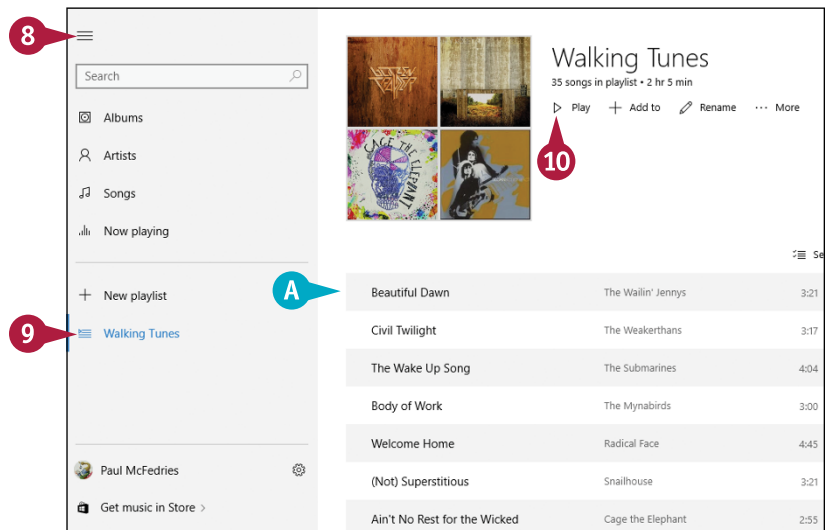 8
Search
Albums
Artists
Songs
Now playing
New playlist
9
Walking Tunes
Paul McFedries
Get music in Store >
CAGE THE ELEPHANT
Walking Tunes
35 songs in playlist • 2 hr 5 min
Play Add to Rename ··· More
10
Se
A
Beautiful Dawn The Wailin' Jennys 3:21
Civil Twilight The Weakerthans 3:17
The Wake Up Song The Submarines 4:04
Body of Work The Mynabirds 3:00
Welcome Home Radical Face 4:45
(Not) Superstitious Snailhouse 3:21
Ain't No Rest for the Wicked Cage the Elephant 2:55